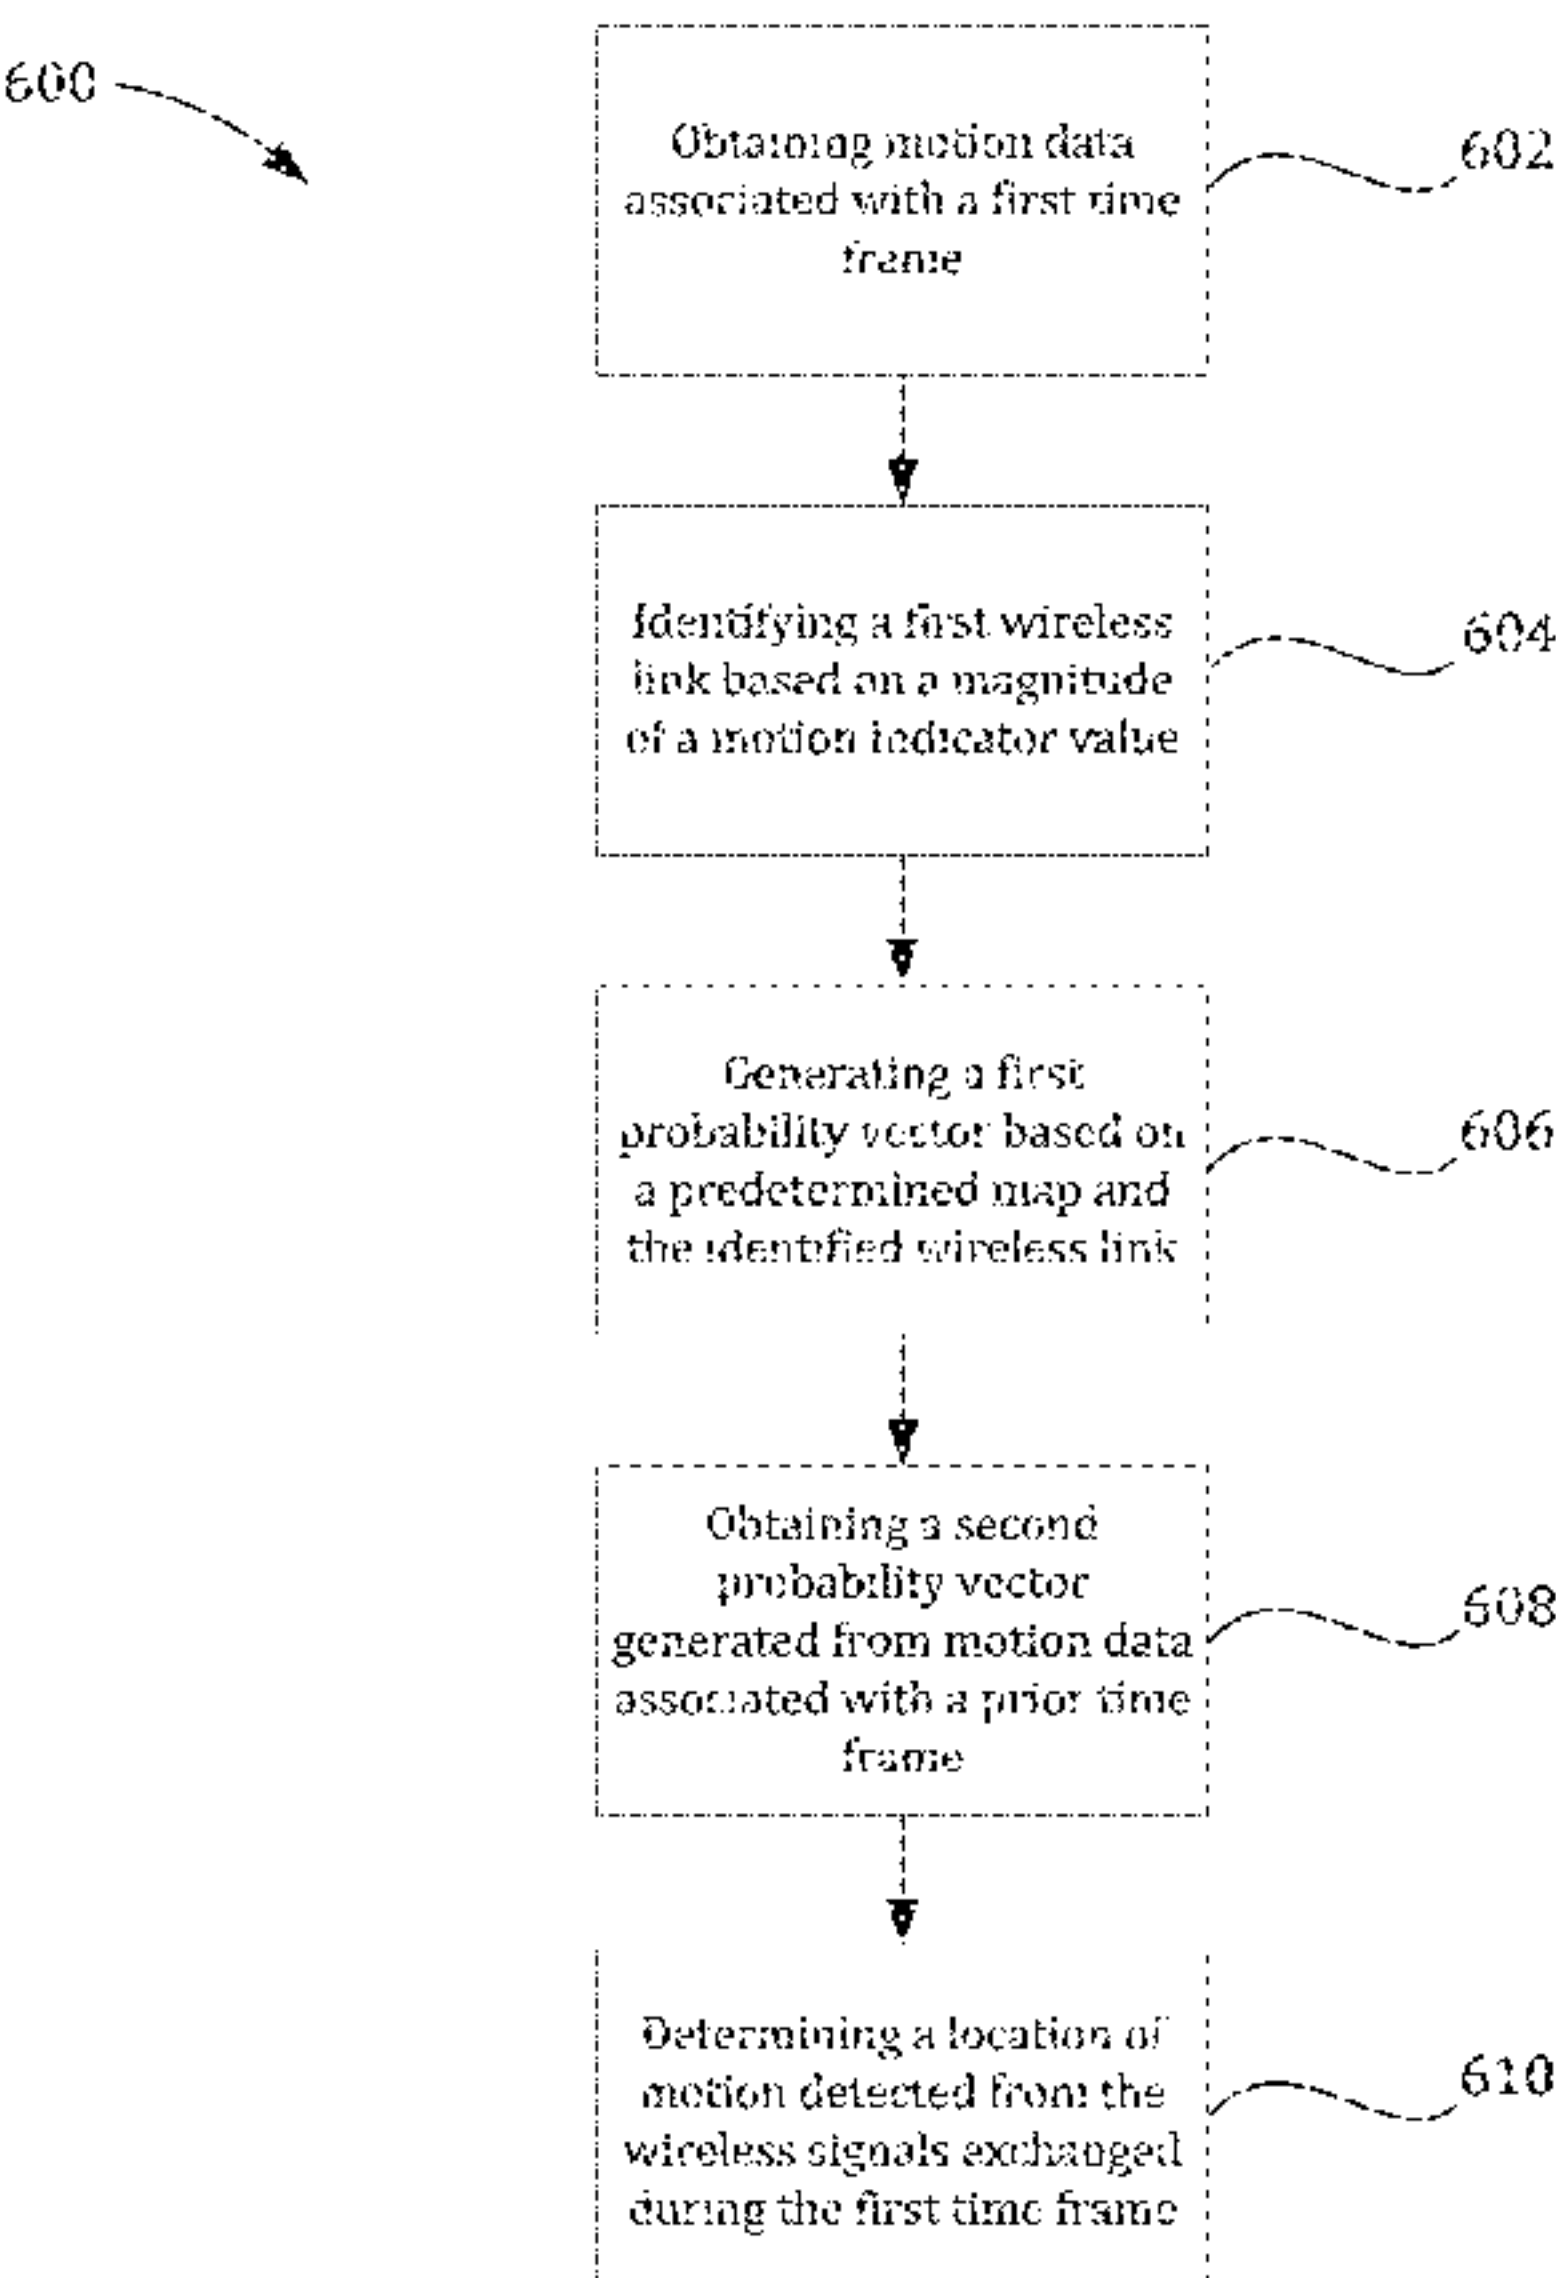 600
Obtaining motion data
associated with a first time
frame
602
Identifying a first wireless
link based on a magnitude
of a motion indicator value
604
Generating a first
probability vector based on
a predetermined map and
the identified wireless link
606
Obtaining a second
probability vector
generated from motion data
associated with a prior time
frame
608
Determining a location of
motion detected from the
wireless signals exchanged
during the first time frame
610